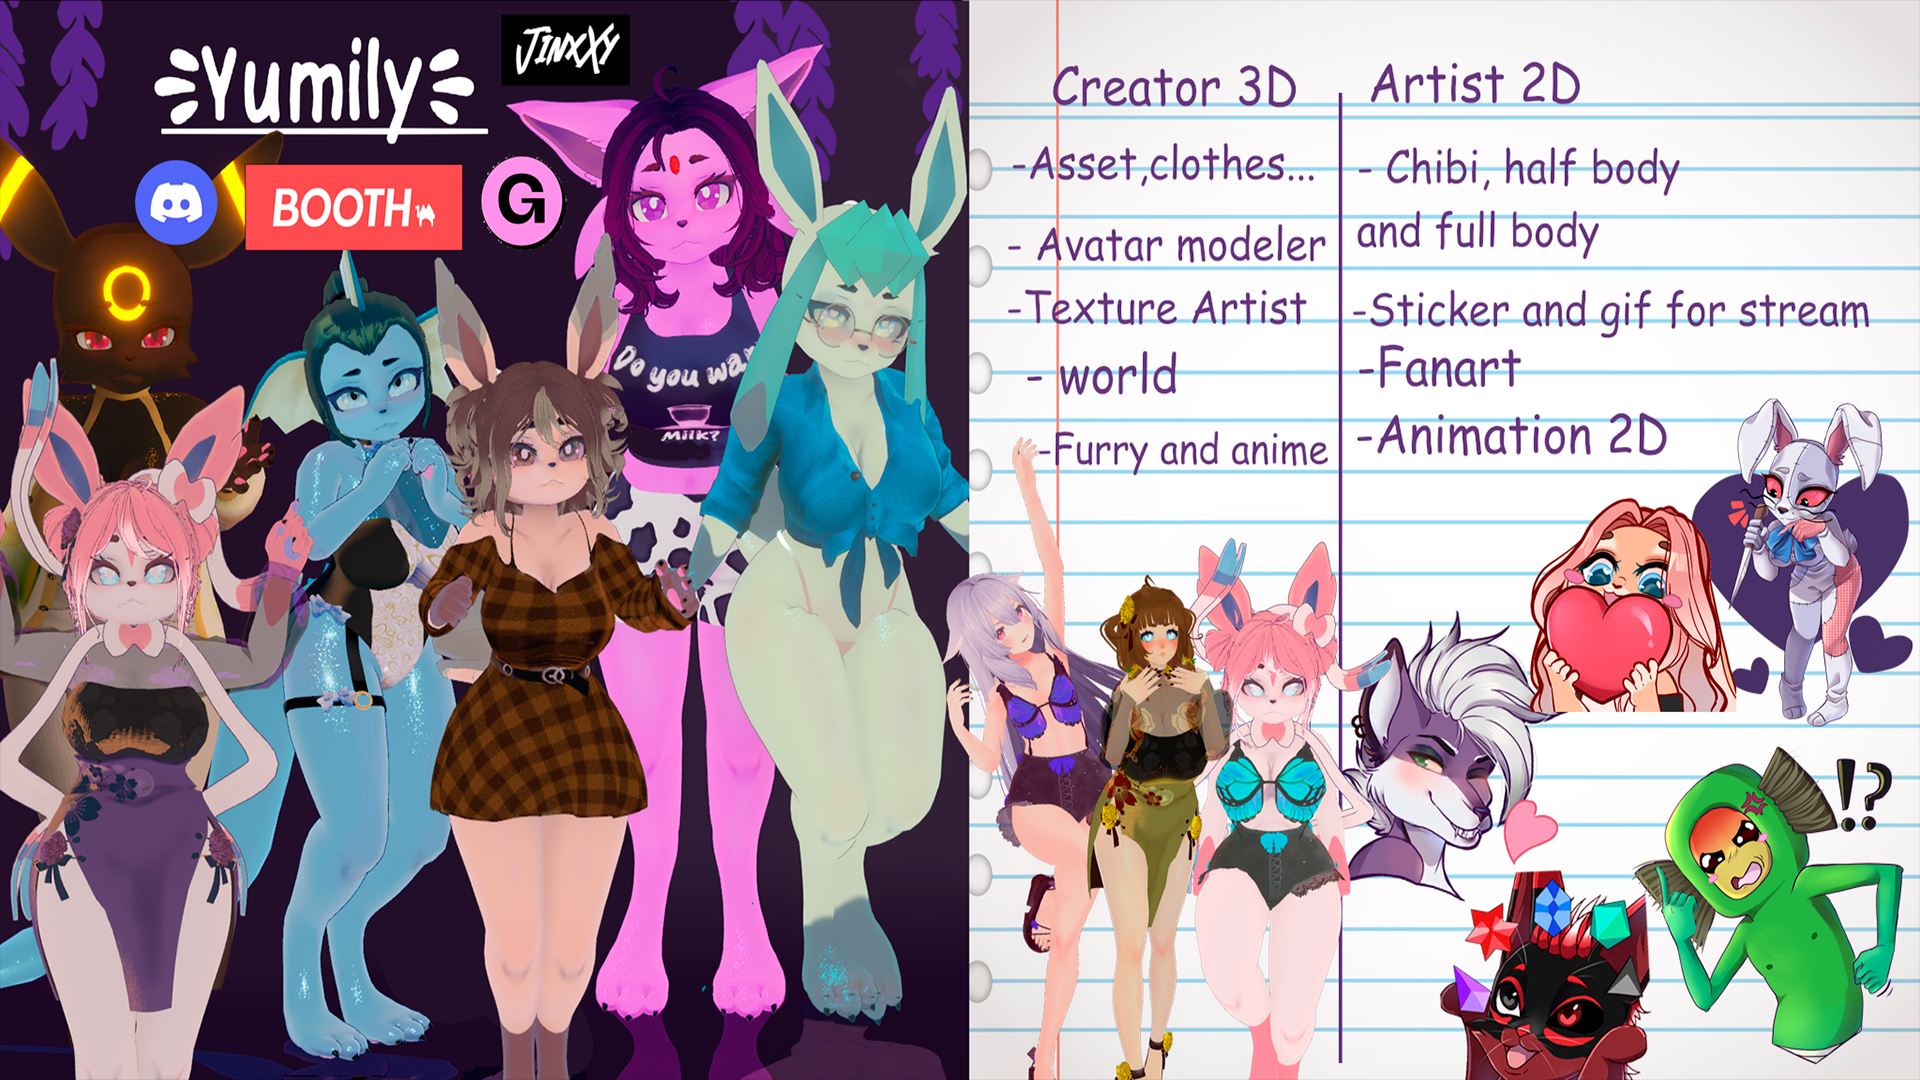 Yumily
JINXXY
BOOTH
G
Do you wa
Milk?
Creator 3D
-Asset,clothes...
- Avatar modeler
-Texture Artist
- world
-Furry and anime
Artist 2D
- Chibi, half body
and full body
-Sticker and gif for stream
-Fanart
-Animation 2D
!?